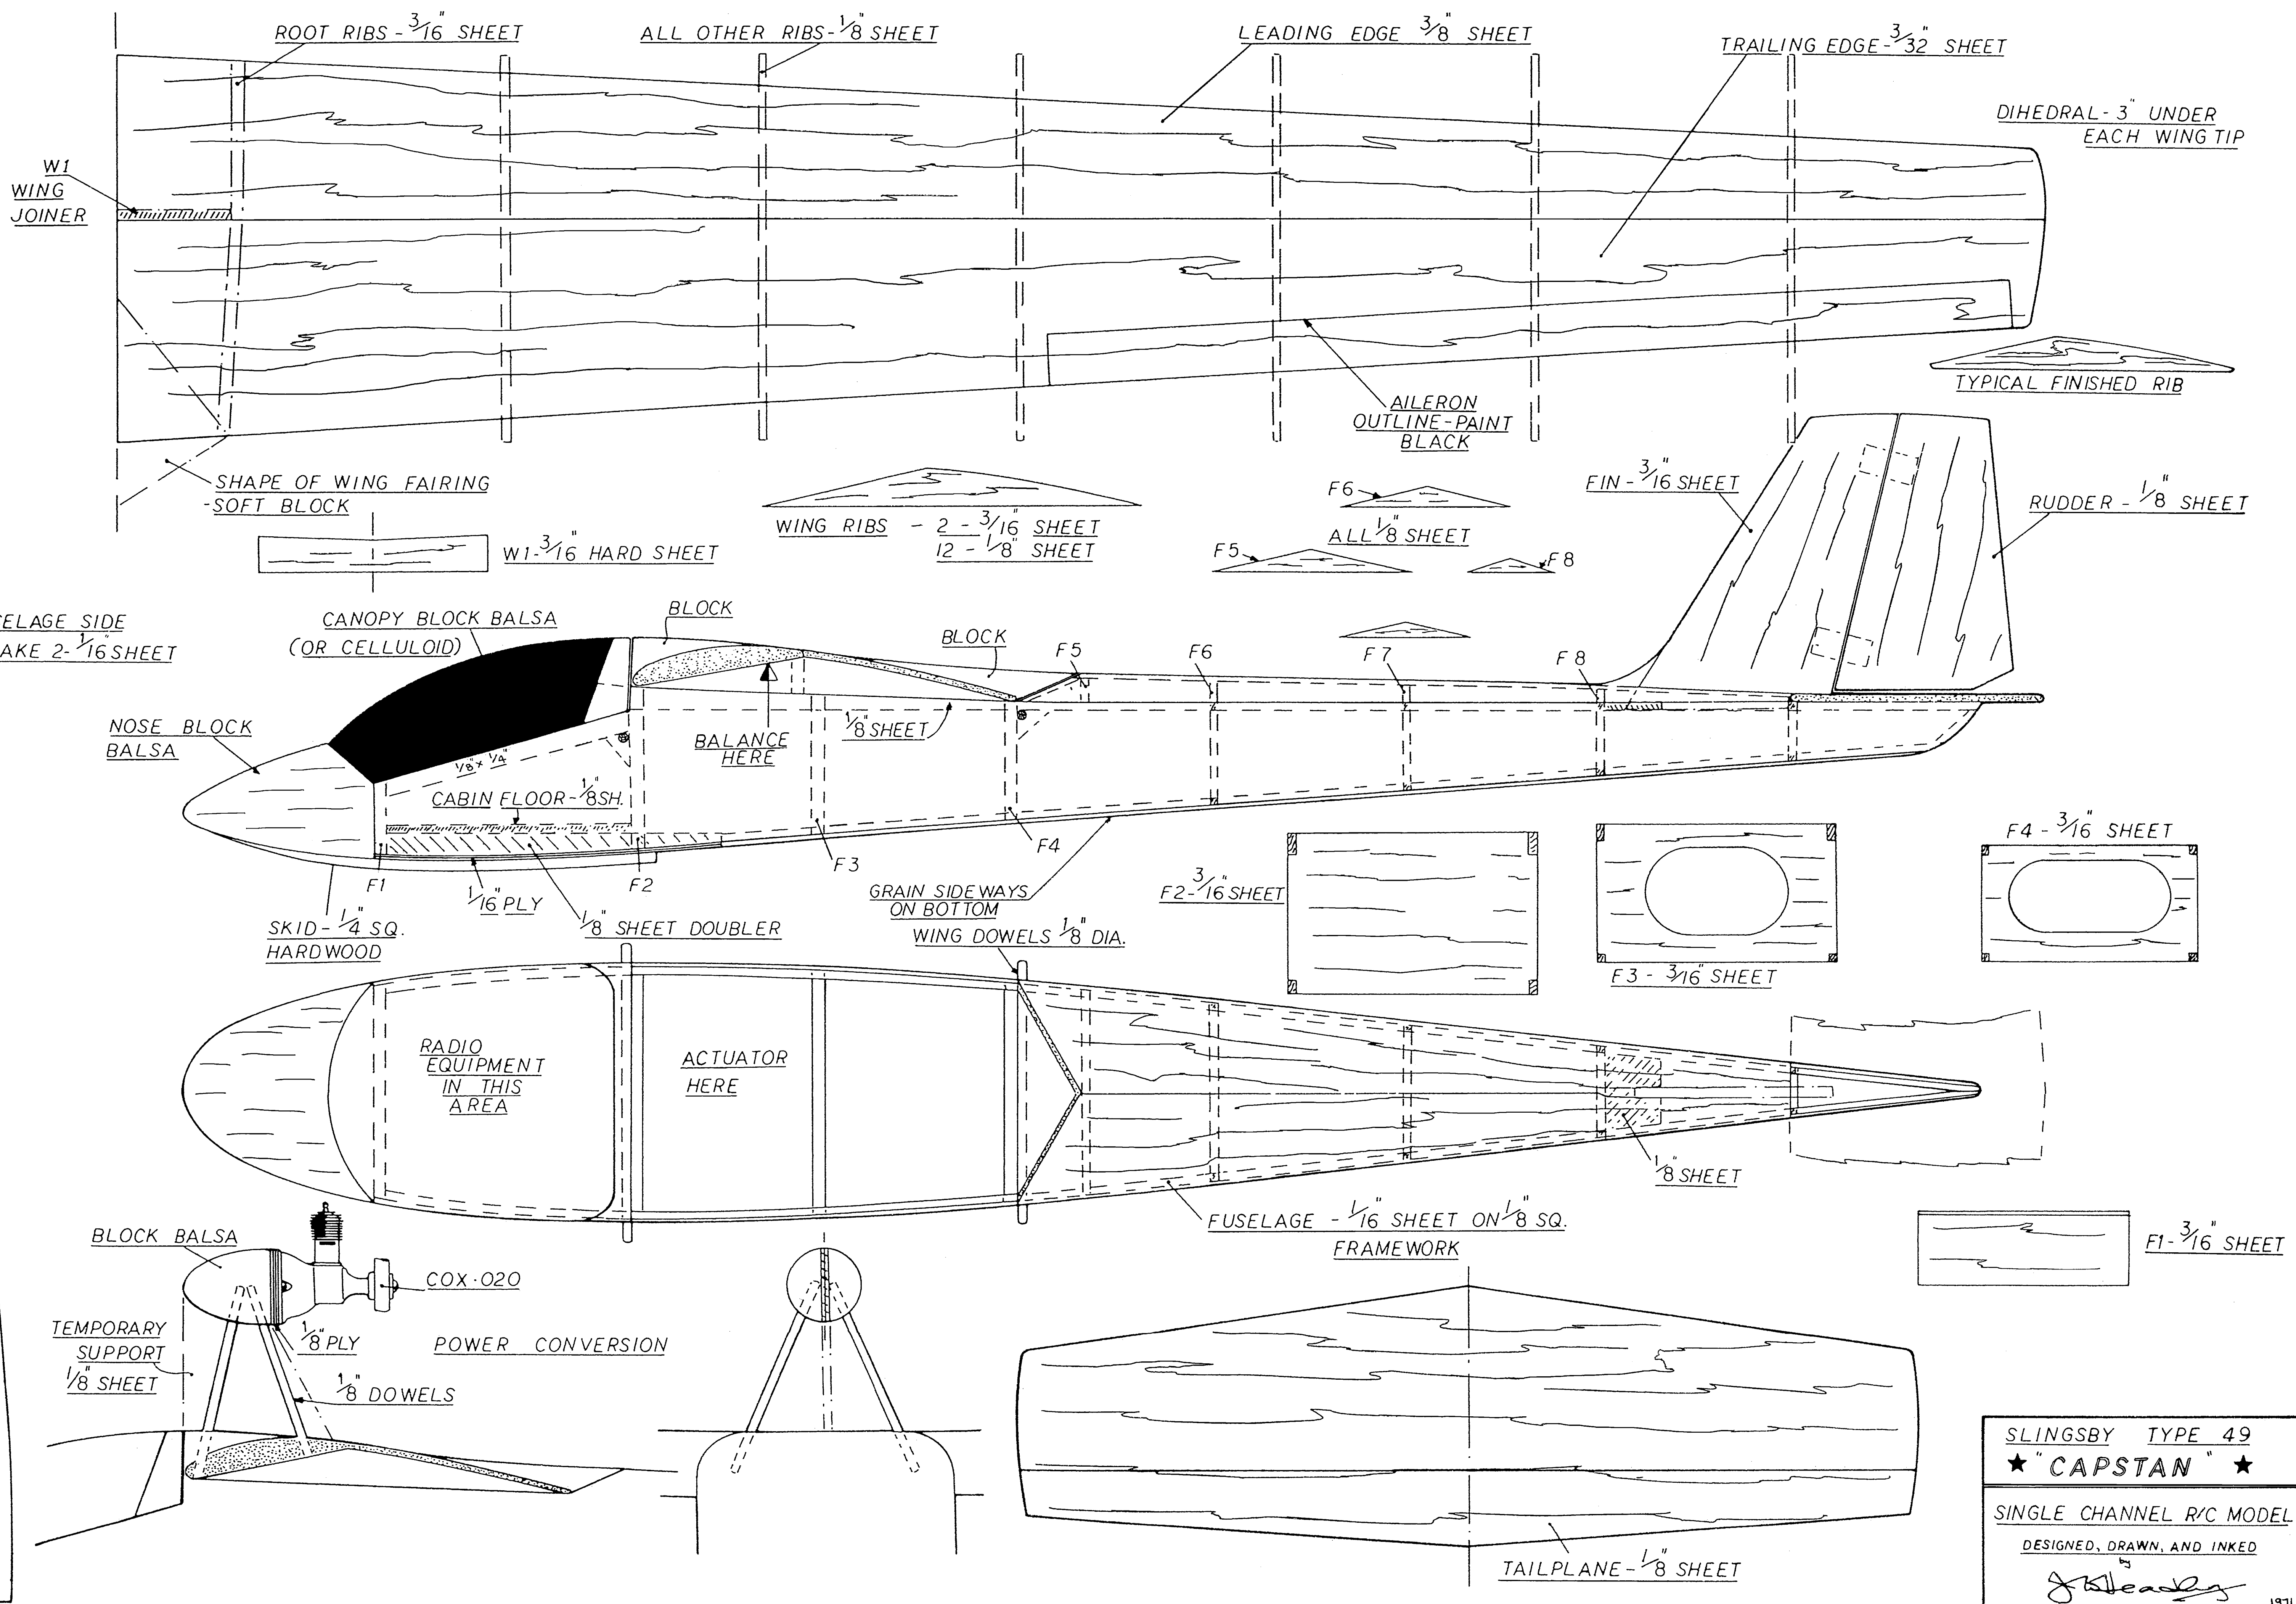 ROOT RIBS - 3/16" SHEET
ALL OTHER RIBS - 1/8" SHEET
LEADING EDGE 3/8" SHEET
TRAILING EDGE - 3/32" SHEET
DIHEDRAL - 3" UNDER
EACH WING TIP
W1
WING
JOINER
TYPICAL FINISHED RIB
AILERON
OUTLINE - PAINT
BLACK
SHAPE OF WING FAIRING
- SOFT BLOCK
WING RIBS - 2 - 3/16" SHEET
12 - 1/8" SHEET
W1 - 3/16" HARD SHEET
F6
ALL 1/8" SHEET
F5
F8
FIN - 3/16" SHEET
RUDDER - 1/8" SHEET
ELAGE SIDE
AKE 2 - 1/16" SHEET
CANOPY BLOCK BALSA
(OR CELLULOID)
BLOCK
BLOCK
F5
F6
F7
F8
NOSE BLOCK
BALSA
1/8" x 1/4"
BALANCE
HERE
1/8" SHEET
CABIN FLOOR - 1/8" SH.
F1
F2
F3
F4
1/16" PLY
SKID - 1/4" SQ.
HARDWOOD
1/8" SHEET DOUBLER
GRAIN SIDEWAYS
ON BOTTOM
WING DOWELS 1/8" DIA.
F2 - 3/16" SHEET
F3 - 3/16" SHEET
F4 - 3/16" SHEET
RADIO
EQUIPMENT
IN THIS
AREA
ACTUATOR
HERE
1/8" SHEET
FUSELAGE - 1/16" SHEET ON 1/8" SQ.
FRAMEWORK
F1 - 3/16" SHEET
BLOCK BALSA
COX .020
TEMPORARY
SUPPORT
1/8" SHEET
1/8" PLY
POWER CONVERSION
1/8" DOWELS
TAILPLANE - 1/8" SHEET
SLINGSBY TYPE 49
★ "CAPSTAN" ★
SINGLE CHANNEL R/C MODEL
DESIGNED, DRAWN, AND INKED
by
1971